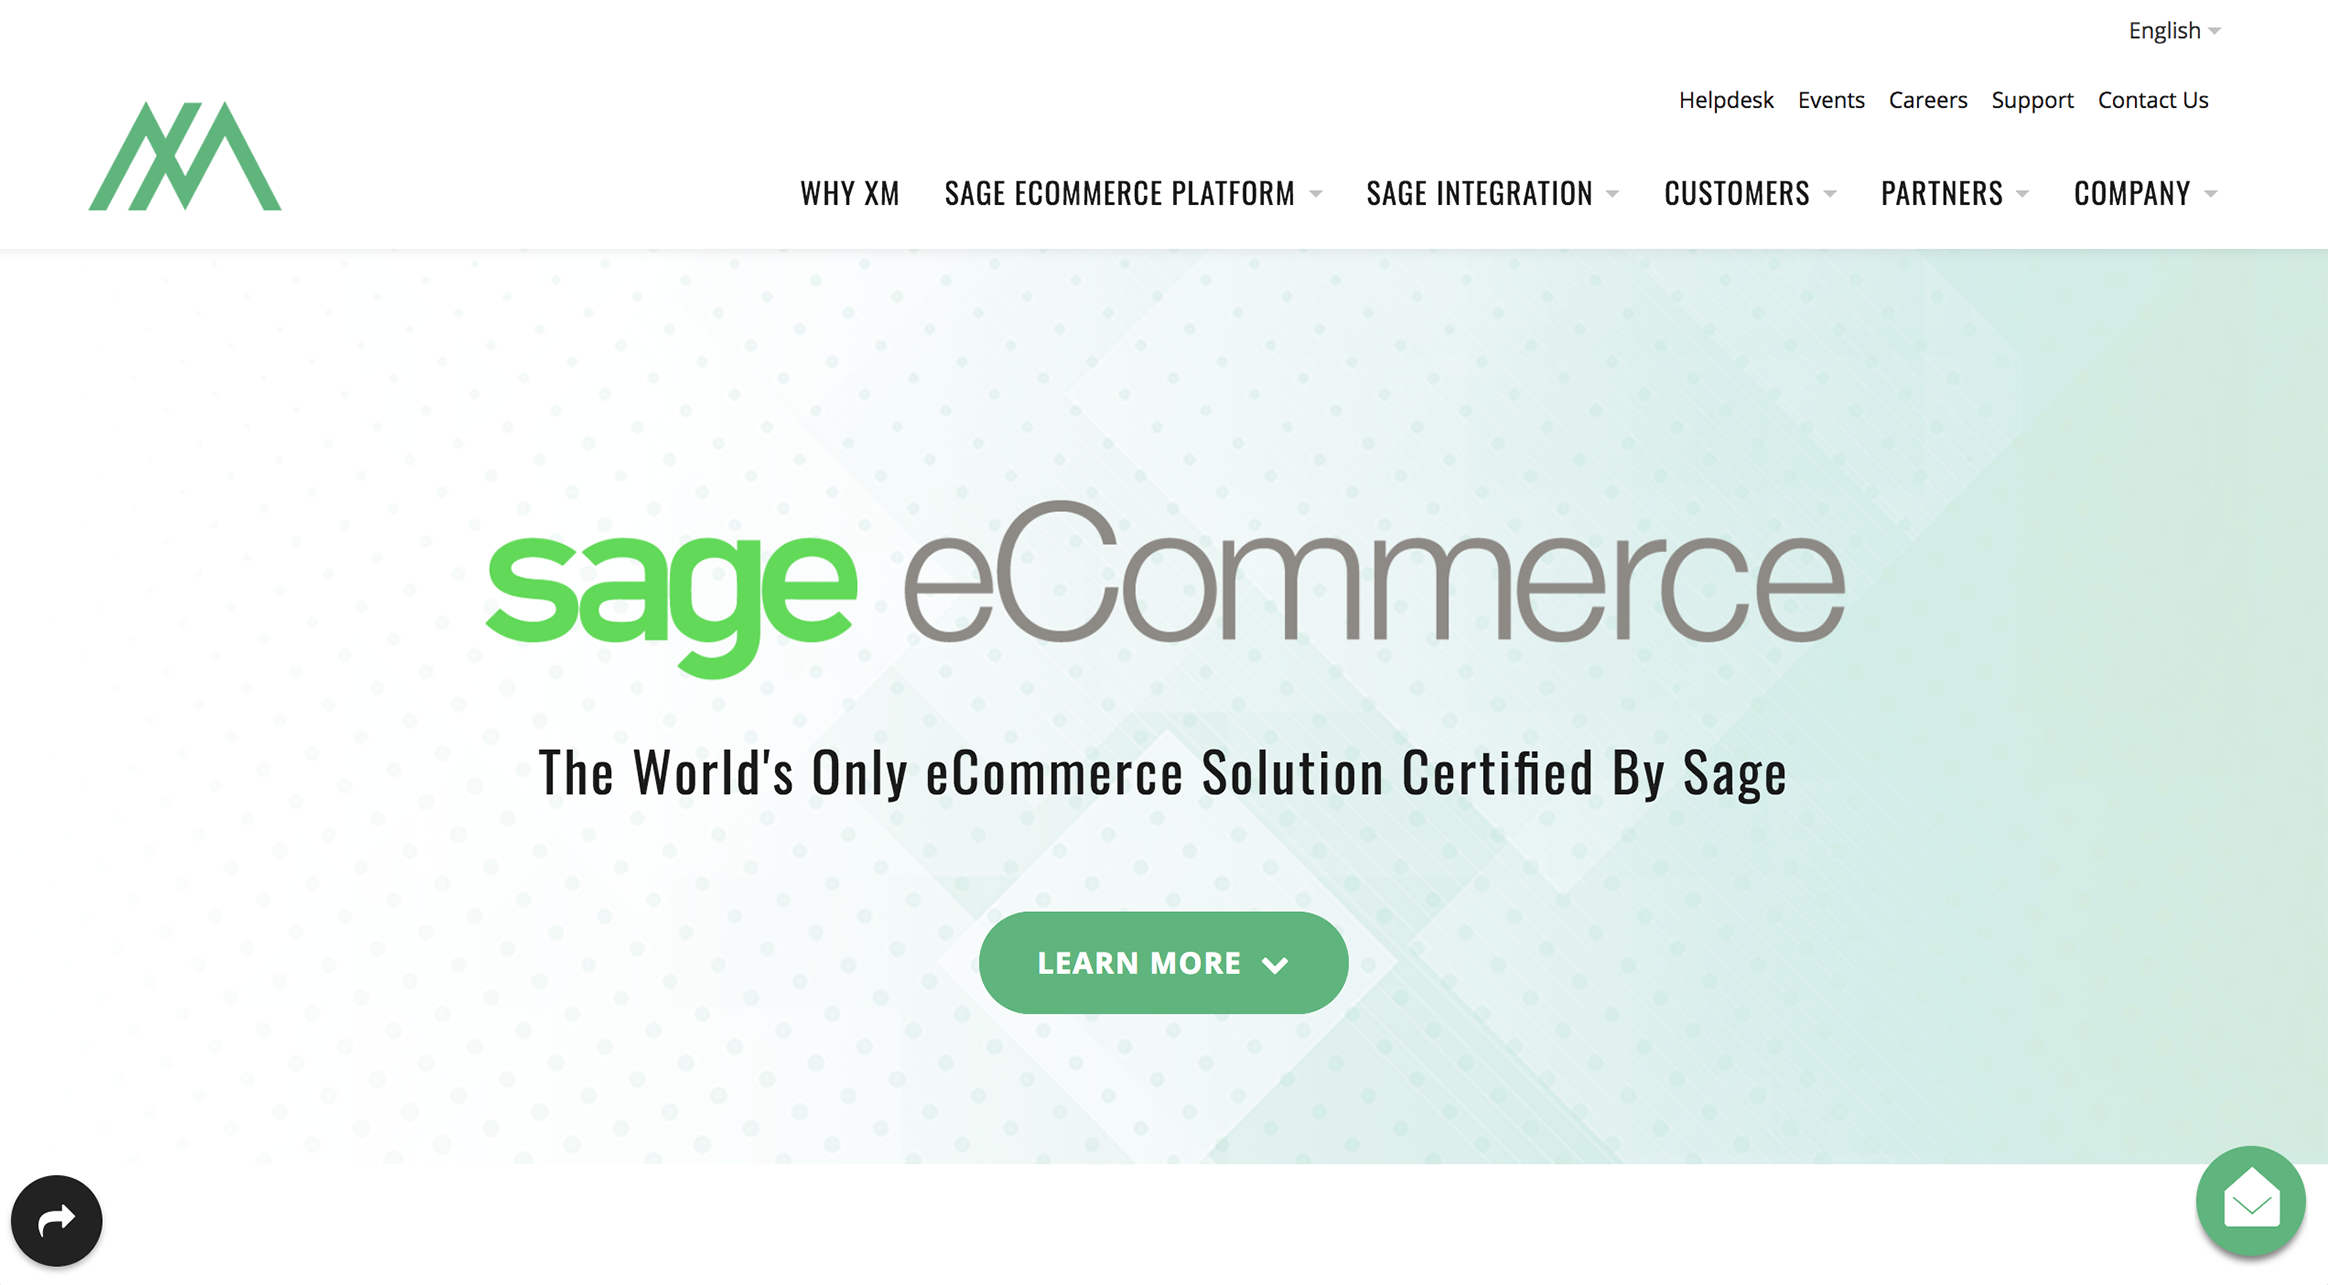 English
Helpdesk Events Careers Support Contact Us
WHY XM SAGE ECOMMERCE PLATFORM SAGE INTEGRATION CUSTOMERS PARTNERS COMPANY
sage eCommerce
The World's Only eCommerce Solution Certified By Sage
LEARN MORE